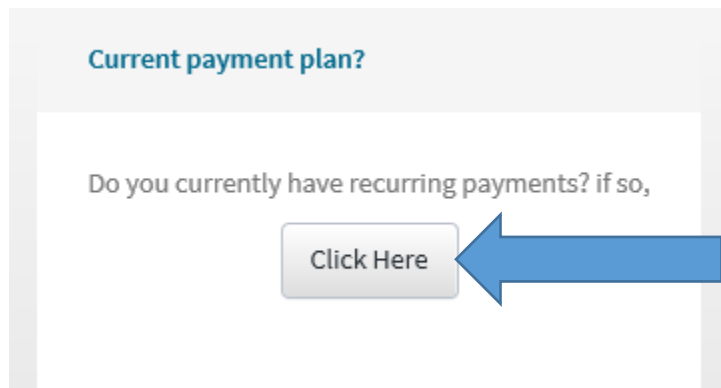 Current payment plan?
Do you currently have recurring payments? if so,
Click Here